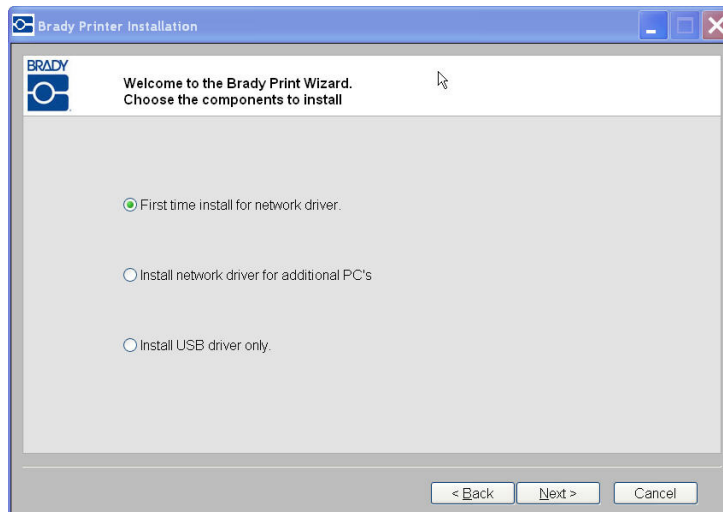 Brady Printer Installation
BRADY
Welcome to the Brady Print Wizard.
Choose the components to install
First time install for network driver.
Install network driver for additional PC's
Install USB driver only.
< Back
Next >
Cancel